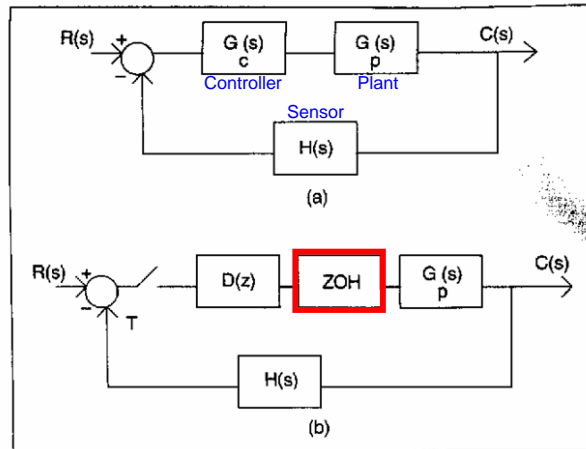 R(s) + G (s) G (s) C(s)
− c p
Controller Plant
Sensor
H(s)
(a)
R(s) + D(z) ZOH G (s) C(s)
− T p
H(s)
(b)